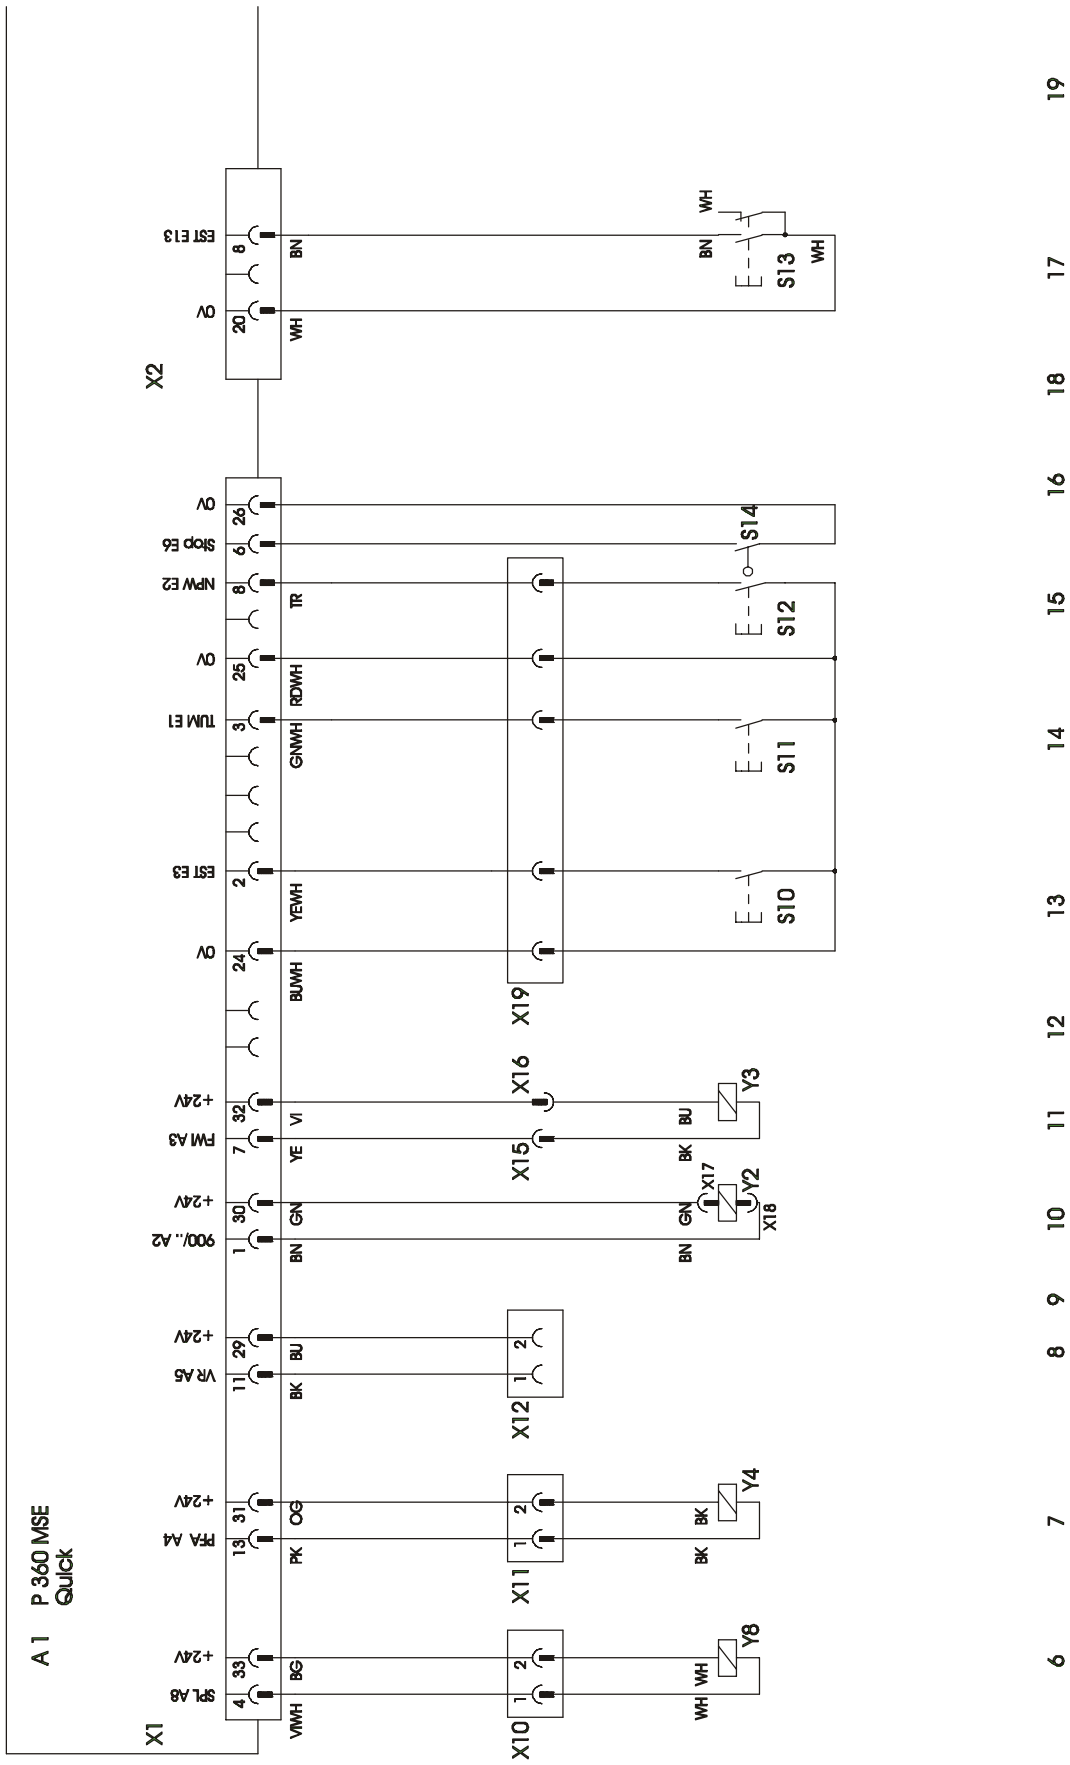 A1 P 360 MSE
Quick
X1 X2
SPL A8 +24V PFA A4 +24V VR A5 +24V 900/.. A2 +24V FWI A3 +24V 0V EST E3 TUM E1 0V NPW E2 Stop E6 0V 0V EST E13
4 33 13 31 11 29 1 30 7 32 24 2 3 25 8 6 26 20 8
VIWH BG PK OG BK BU BN GN YE VI BUWH YEWH GNWH RDWH TR WH BN
X10 1 2 X11 1 2 X12 1 2 X15 X16 X19
WH WH BK BK BN GN X17 BK BU BN WH
Y8 Y4 Y2 Y3 S14
X18 S10 S11 S12 S13
WH
6 7 8 9 10 11 12 13 14 15 16 18 17 19